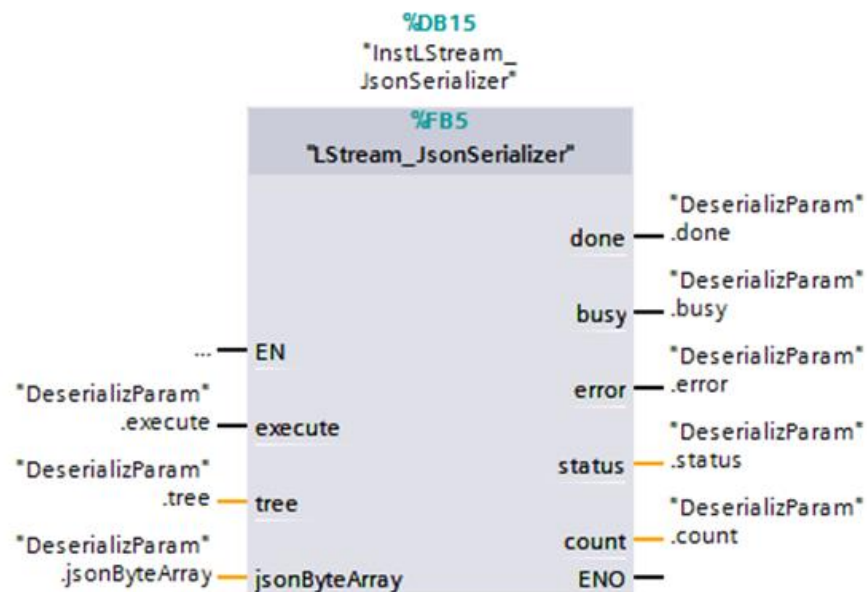 %DB15
"InstLStream_
JsonSerializer"
%FB5
"LStream_JsonSerializer"
"DeserializParam"
done
.done
"DeserializParam"
busy
.busy
...
EN
"DeserializParam"
error
.error
"DeserializParam"
.execute
execute
"DeserializParam"
status
.status
"DeserializParam"
.tree
tree
"DeserializParam"
count
.count
"DeserializParam"
.jsonByteArray
jsonByteArray
ENO